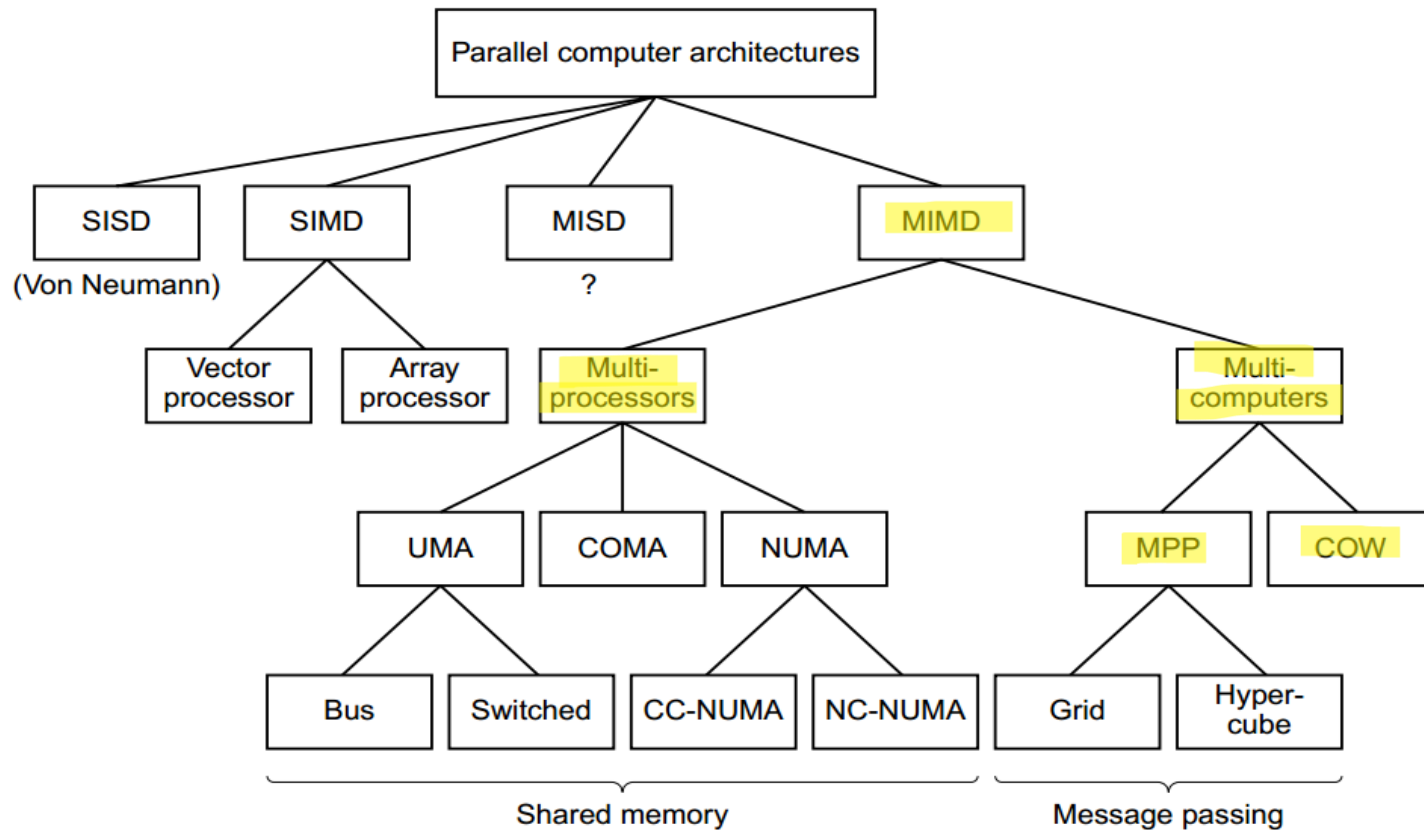 Parallel computer architectures
SISD
SIMD
MISD
MIMD
(Von Neumann)
?
Vector
processor
Array
processor
Multi-
processors
Multi-
computers
UMA
COMA
NUMA
MPP
COW
Bus
Switched
CC-NUMA
NC-NUMA
Grid
Hyper-
cube
Shared memory
Message passing